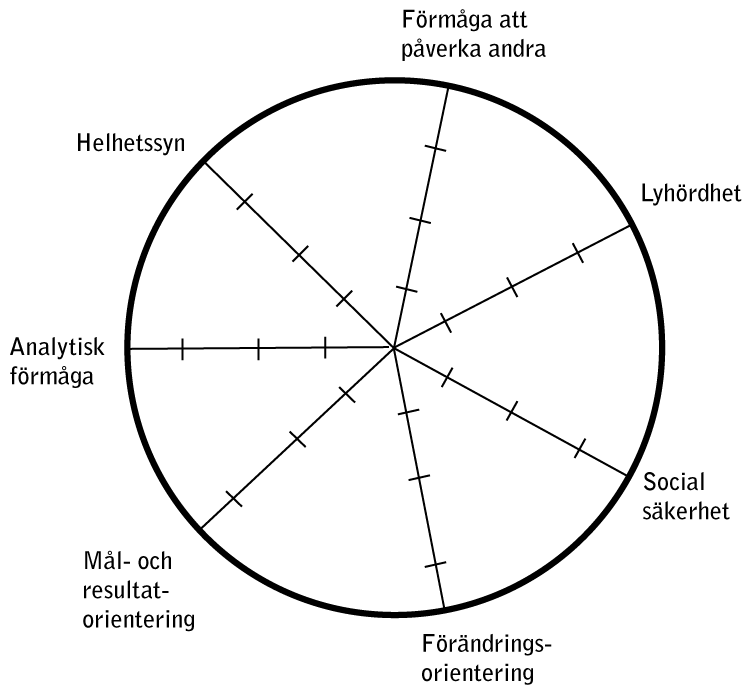 Förmåga att
påverka andra
Helhetssyn
Lyhördhet
Analytisk
förmåga
Social
säkerhet
Mål- och
resultat-
orientering
Förändrings-
orientering